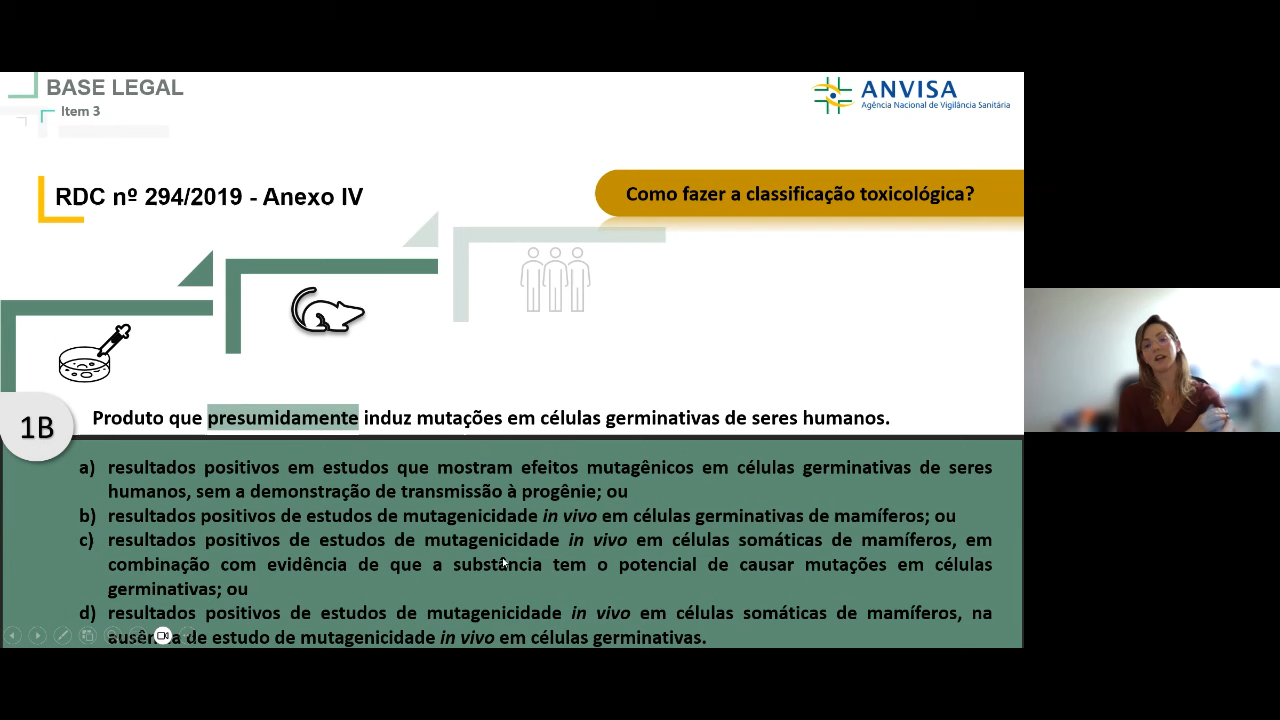 BASE LEGAL
Item 3
ANVISA
Agência Nacional de Vigilância Sanitária
RDC nº 294/2019 - Anexo IV
Como fazer a classificação toxicológica?
1B
Produto que presumidamente induz mutações em células germinativas de seres humanos.
a) resultados positivos em estudos que mostram efeitos mutagênicos em células germinativas de seres
humanos, sem a demonstração de transmissão à progênie; ou
b) resultados positivos de estudos de mutagenicidade in vivo em células germinativas de mamíferos; ou
c) resultados positivos de estudos de mutagenicidade in vivo em células somáticas de mamíferos, em
combinação com evidência de que a substância tem o potencial de causar mutações em células
germinativas; ou
d) resultados positivos de estudos de mutagenicidade in vivo em células somáticas de mamíferos, na
ausência de estudo de mutagenicidade in vivo em células germinativas.